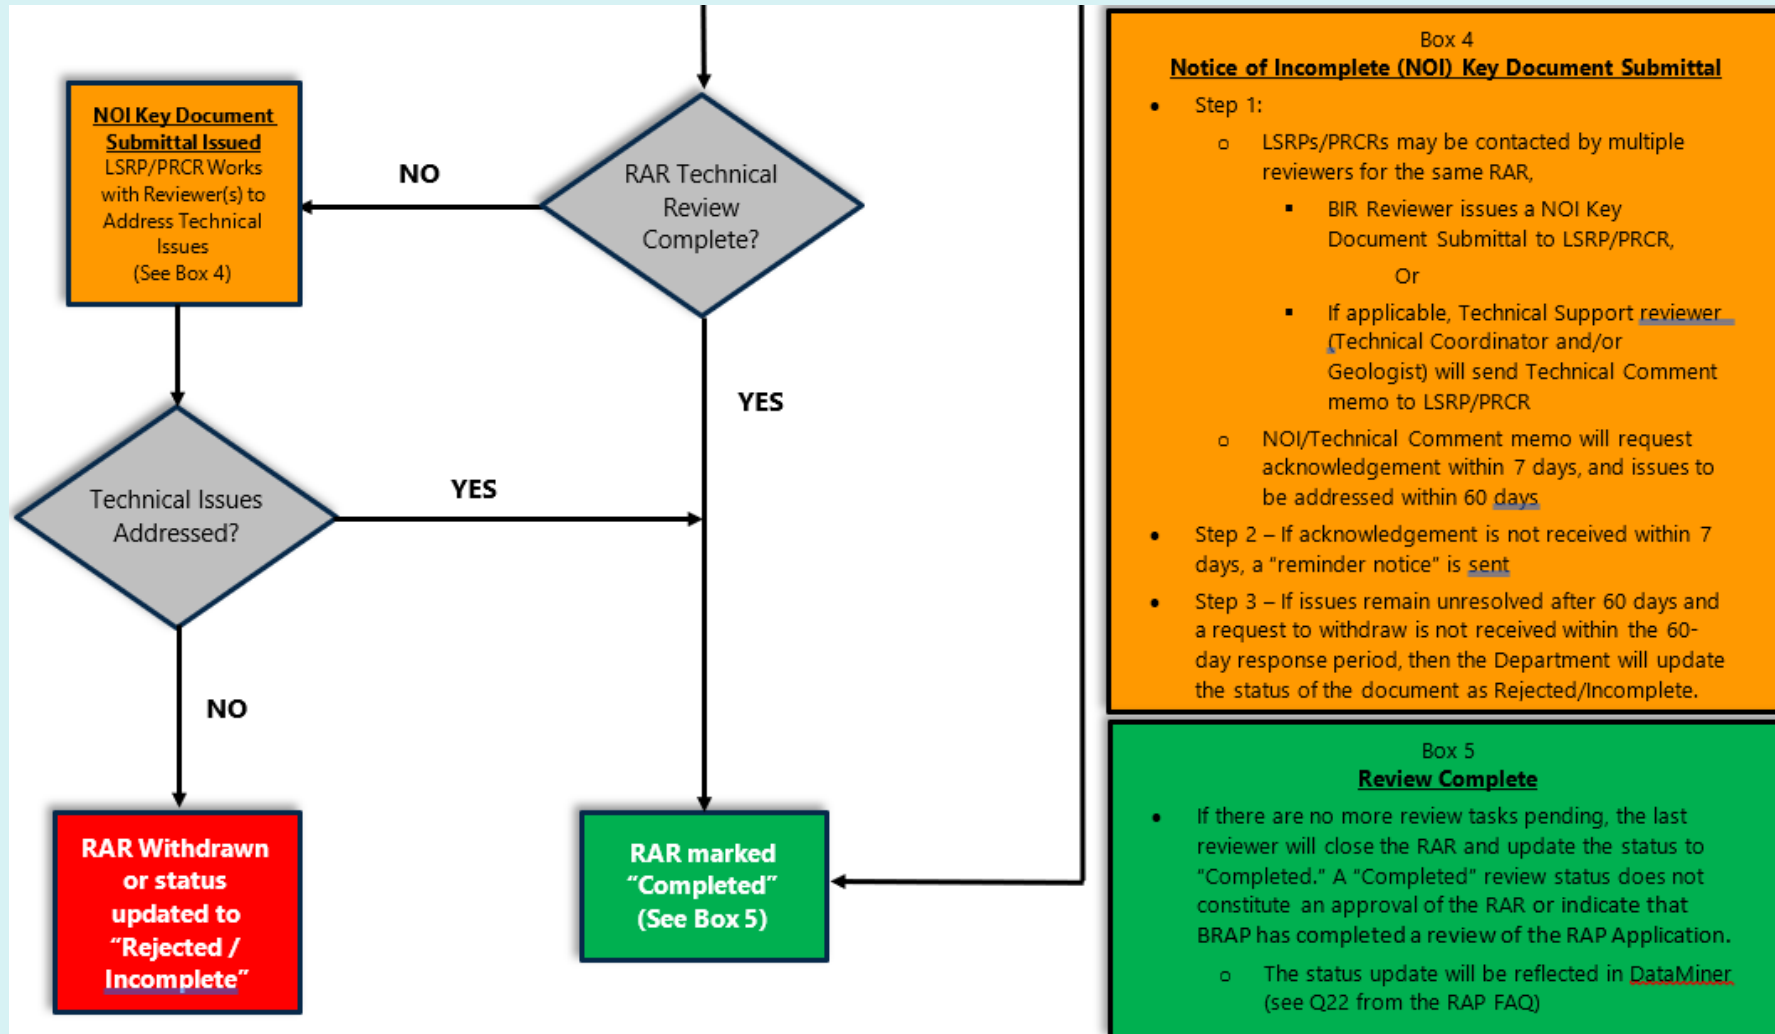 NOI Key Document
Submittal Issued
LSRP/PRCR Works
with Reviewer(s) to
Address Technical
Issues
(See Box 4)
NO
RAR Technical
Review
Complete?
YES
Technical Issues
Addressed?
YES
NO
RAR Withdrawn
or status
updated to
“Rejected /
Incomplete”
RAR marked
“Completed”
(See Box 5)
Box 4
Notice of Incomplete (NOI) Key Document Submittal
• Step 1:
o LSRPs/PRCRs may be contacted by multiple
reviewers for the same RAR,
▪ BIR Reviewer issues a NOI Key
Document Submittal to LSRP/PRCR,
Or
▪ If applicable, Technical Support reviewer
(Technical Coordinator and/or
Geologist) will send Technical Comment
memo to LSRP/PRCR
o NOI/Technical Comment memo will request
acknowledgement within 7 days, and issues to
be addressed within 60 days
• Step 2 – If acknowledgement is not received within 7
days, a “reminder notice” is sent
• Step 3 – If issues remain unresolved after 60 days and
a request to withdraw is not received within the 60-
day response period, then the Department will update
the status of the document as Rejected/Incomplete.
Box 5
Review Complete
• If there are no more review tasks pending, the last
reviewer will close the RAR and update the status to
“Completed.” A “Completed” review status does not
constitute an approval of the RAR or indicate that
BRAP has completed a review of the RAP Application.
o The status update will be reflected in DataMiner
(see Q22 from the RAP FAQ)